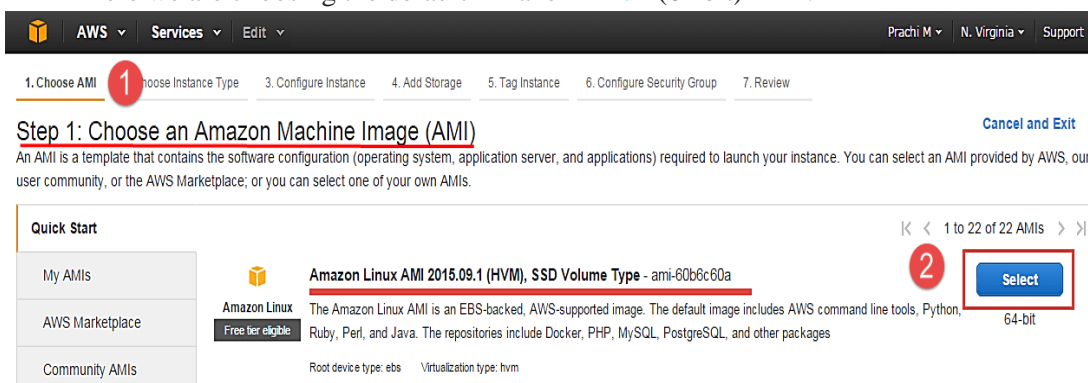 AWS Services Edit Prachi M N. Virginia Support
1. Choose AMI 1 hoose Instance Type 3. Configure Instance 4. Add Storage 5. Tag Instance 6. Configure Security Group 7. Review
Step 1: Choose an Amazon Machine Image (AMI) Cancel and Exit
An AMI is a template that contains the software configuration (operating system, application server, and applications) required to launch your instance. You can select an AMI provided by AWS, our
user community, or the AWS Marketplace; or you can select one of your own AMIs.
Quick Start 1 to 22 of 22 AMIs
My AMIs
AWS Marketplace
Community AMIs
Amazon Linux
Free tier eligible
Amazon Linux AMI 2015.09.1 (HVM), SSD Volume Type - ami-60b6c60a
The Amazon Linux AMI is an EBS-backed, AWS-supported image. The default image includes AWS command line tools, Python,
Ruby, Perl, and Java. The repositories include Docker, PHP, MySQL, PostgreSQL, and other packages
Root device type: ebs Virtualization type: hvm
2
Select
64-bit